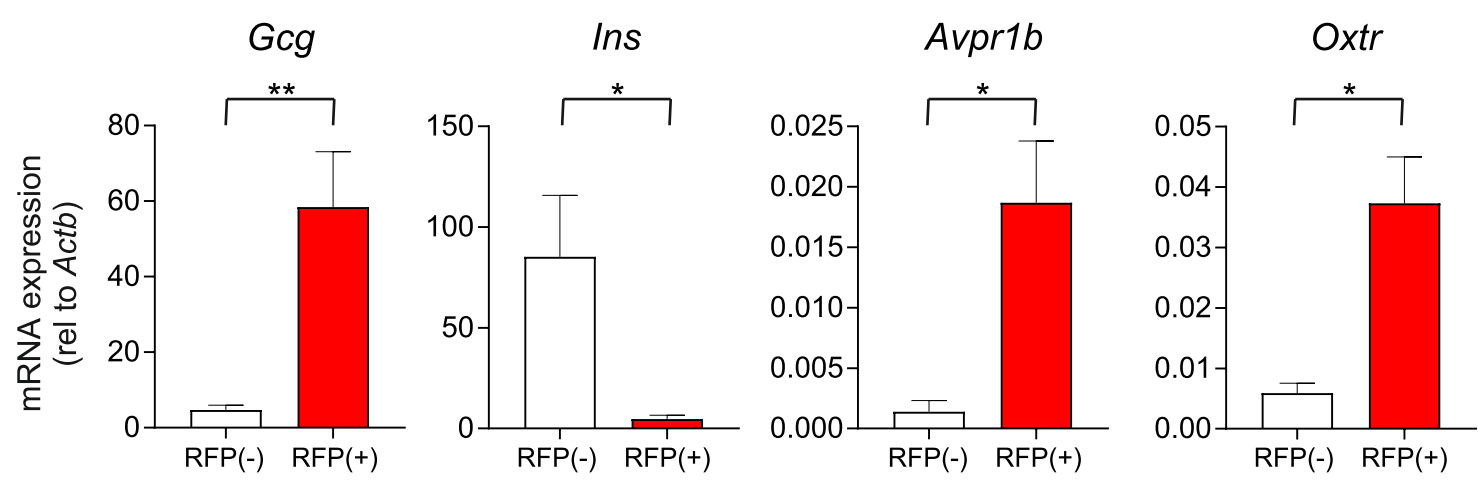 Gcg
Ins
Avpr1b
Oxtr
**
*
*
*
mRNA expression
(rel to Actb)
80
60
40
20
0
RFP(-) RFP(+)
150
100
50
0
RFP(-) RFP(+)
0.025
0.020
0.015
0.010
0.005
0.000
RFP(-) RFP(+)
0.05
0.04
0.03
0.02
0.01
0.00
RFP(-) RFP(+)